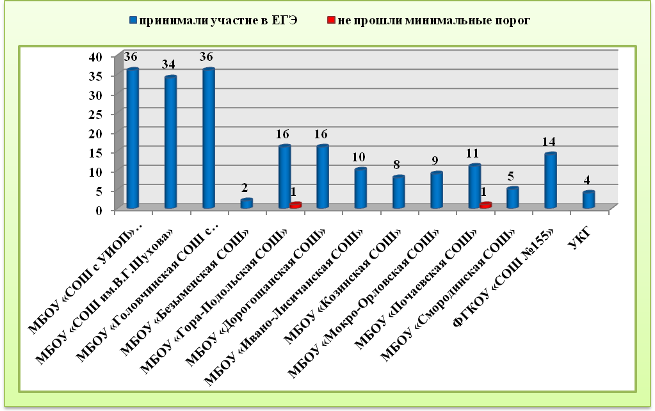 принимали участие в ЕГЭ не прошли минимальные порог
40
35
30
25
20
15
10
5
0
36
34
36
2
16
1
16
10
8
9
11
1
5
14
4
МБОУ «СОШ с УИОП»..
МБОУ «СОШ им.В.Г.Шухова»
МБОУ «Головчинская СОШ с..
МБОУ «Безыменская СОШ»
МБОУ «Гора-Подольская СОШ»
МБОУ «Дорогощанская СОШ»
МБОУ «Ивано-Лисичанская СОШ»
МБОУ «Козинская СОШ»
МБОУ «Мокро-Орловская СОШ»
МБОУ «Почаевская СОШ»
МБОУ «Смородинская СОШ»
ФГКОУ «СОШ №155»
УКГ